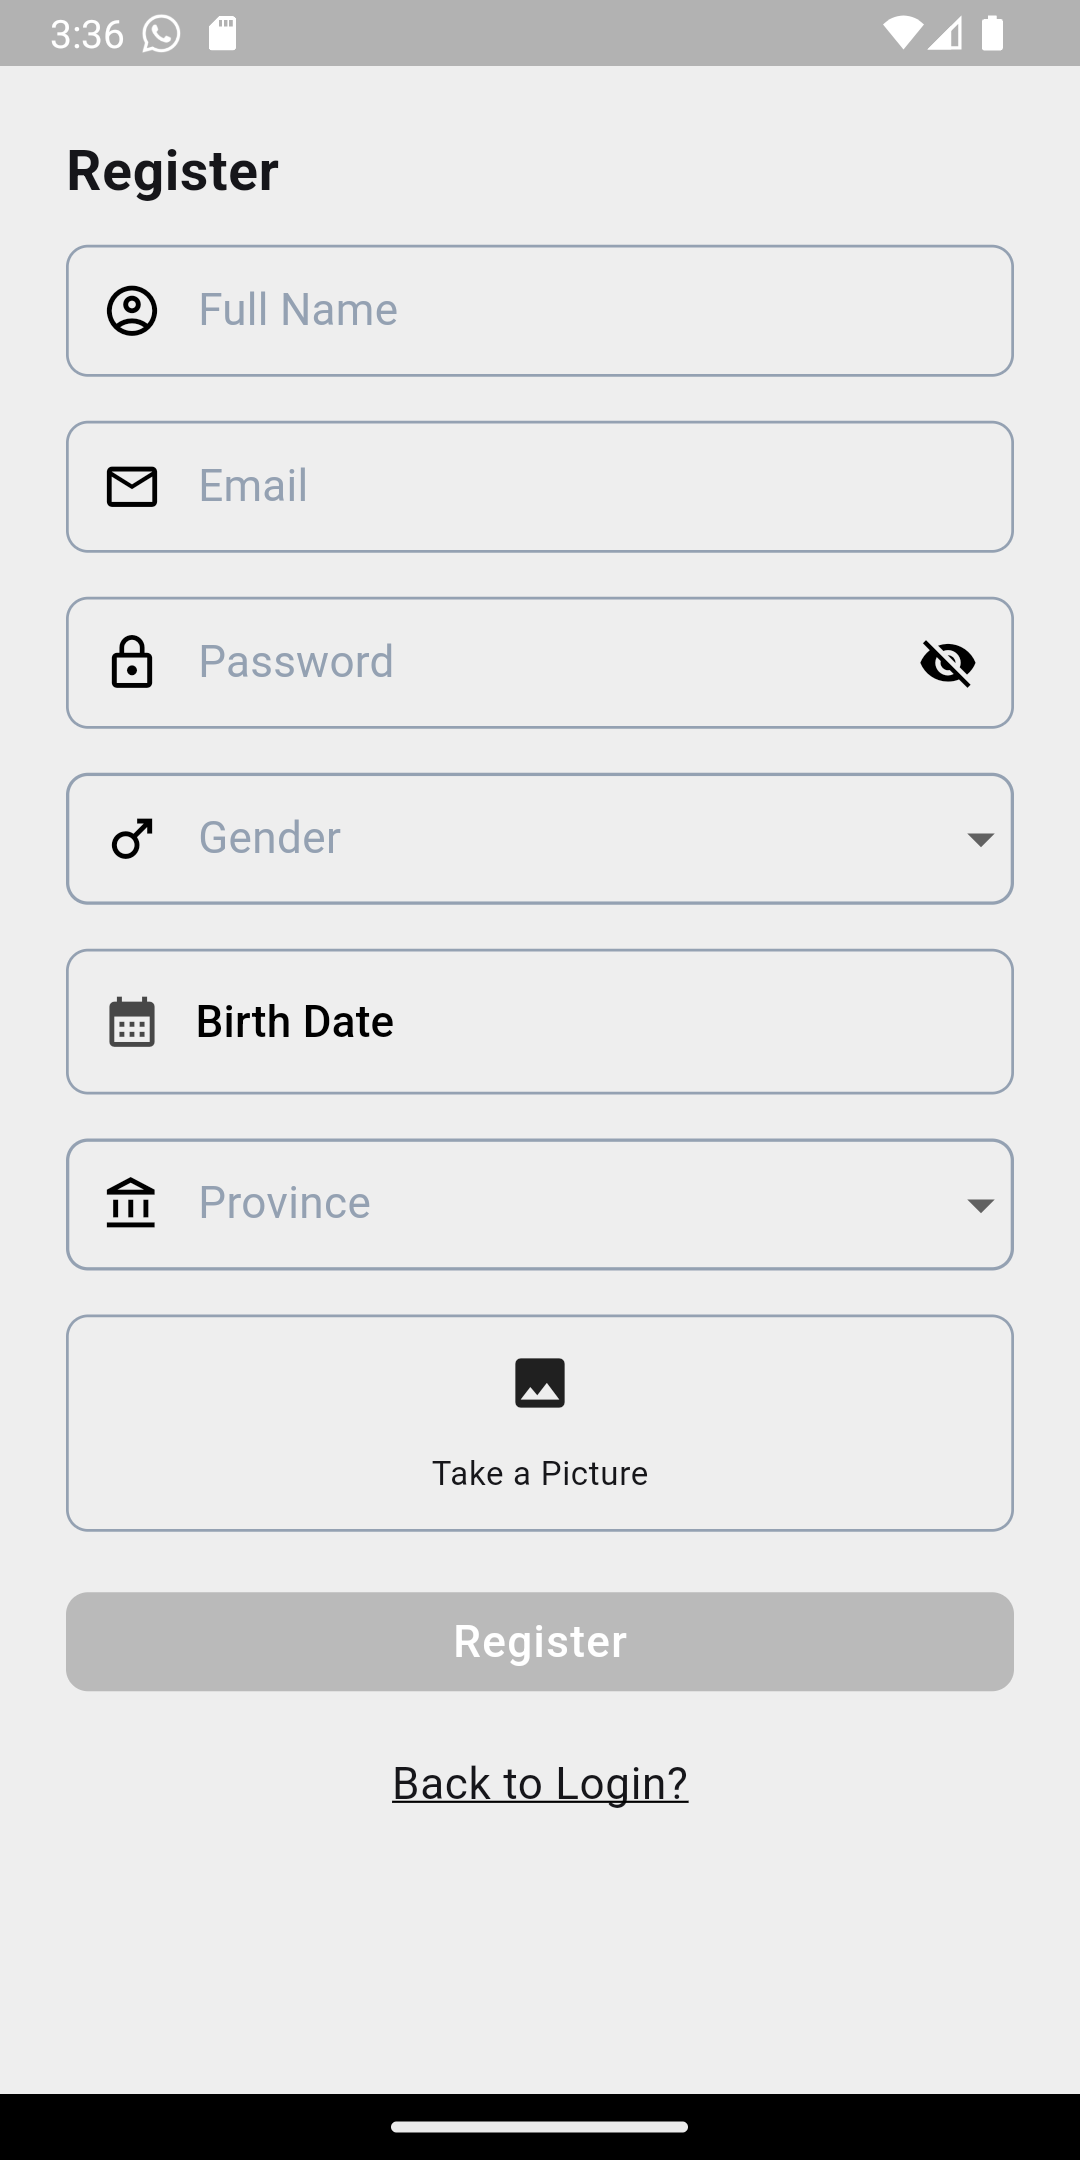 3:36
Register
Full Name
Email
Password
Gender
Birth Date
Province
Take a Picture
Register
Back to Login?